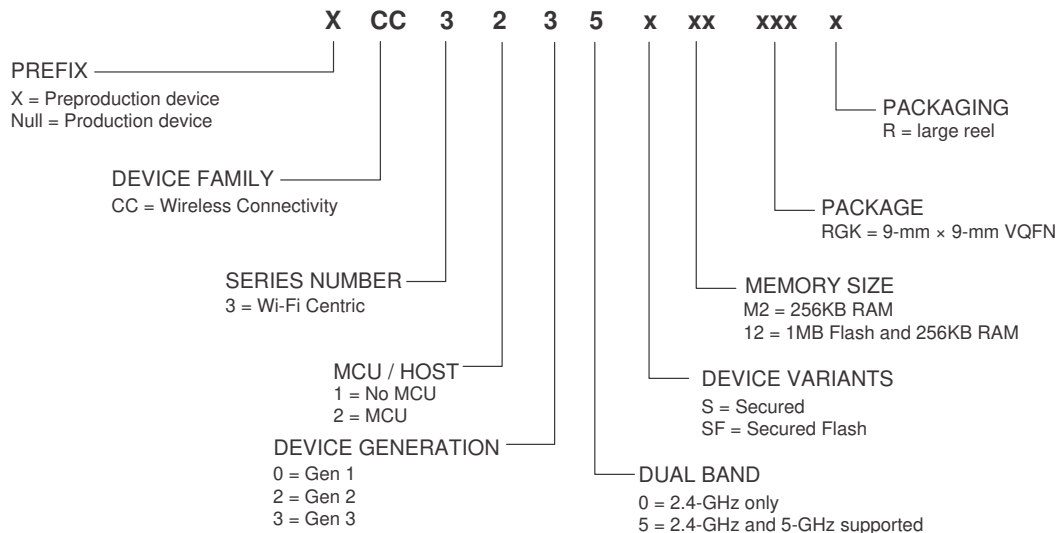 X CC 3 2 3 5 x xx xxx x
PREFIX
X = Preproduction device
Null = Production device
PACKAGING
R = large reel
DEVICE FAMILY
CC = Wireless Connectivity
PACKAGE
RGK = 9-mm × 9-mm VQFN
SERIES NUMBER
3 = Wi-Fi Centric
MEMORY SIZE
M2 = 256KB RAM
12 = 1MB Flash and 256KB RAM
MCU / HOST
1 = No MCU
2 = MCU
DEVICE VARIANTS
S = Secured
SF = Secured Flash
DEVICE GENERATION
0 = Gen 1
2 = Gen 2
3 = Gen 3
DUAL BAND
0 = 2.4-GHz only
5 = 2.4-GHz and 5-GHz supported